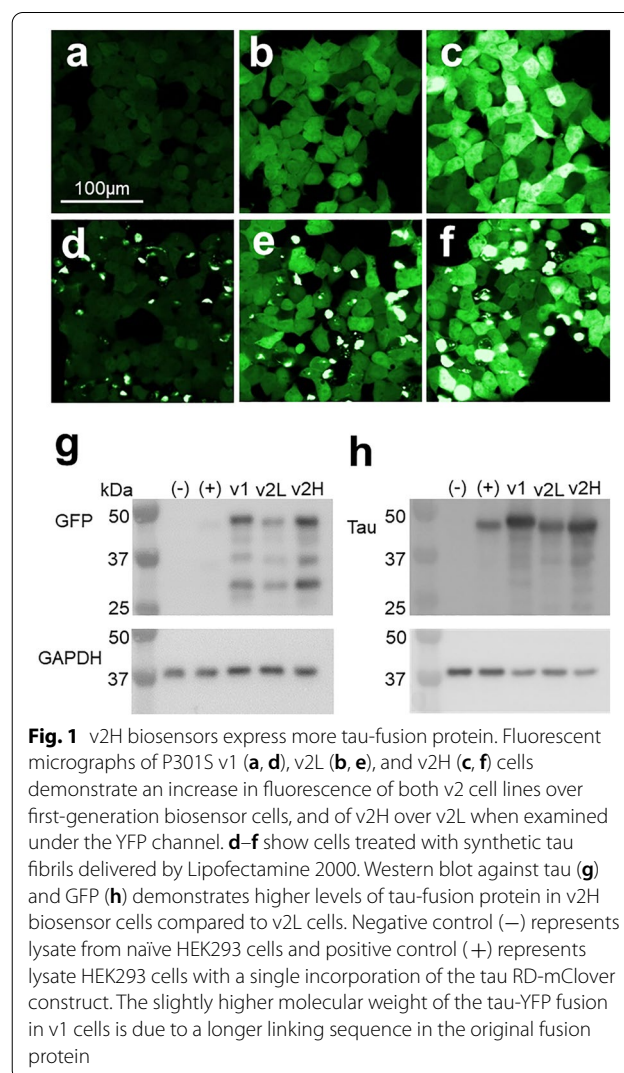 a
b
c
100µm
d
e
f
g
h
kDa
(-) (+) v1 v2L v2H
GFP
50
37
25
GAPDH
50
37
(-) (+) v1 v2L v2H
Tau
50
37
25
50
37
Fig. 1 v2H biosensors express more tau-fusion protein. Fluorescent
micrographs of P301S v1 (a, d), v2L (b, e), and v2H (c, f) cells
demonstrate an increase in fluorescence of both v2 cell lines over
first-generation biosensor cells, and of v2H over v2L when examined
under the YFP channel. d–f show cells treated with synthetic tau
fibrils delivered by Lipofectamine 2000. Western blot against tau (g)
and GFP (h) demonstrates higher levels of tau-fusion protein in v2H
biosensor cells compared to v2L cells. Negative control (−) represents
lysate from naïve HEK293 cells and positive control (+) represents
lysate HEK293 cells with a single incorporation of the tau RD-mClover
construct. The slightly higher molecular weight of the tau-YFP fusion
in v1 cells is due to a longer linking sequence in the original fusion
protein